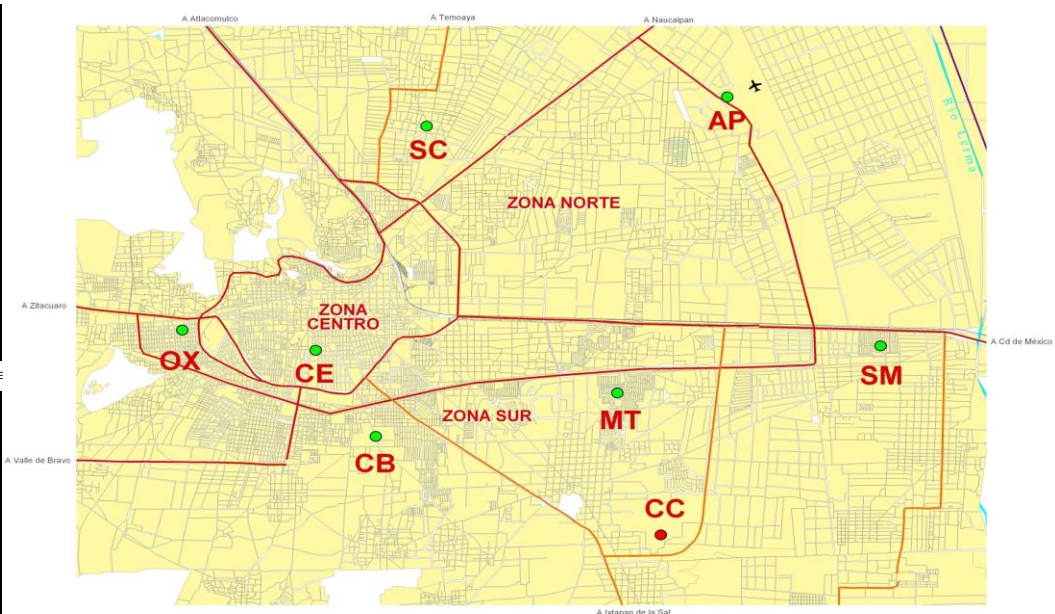 A Atlacomulco
A Temoaya
A Naucalpan
AP
SC
Rio Lerma
ZONA NORTE
A Zitacuaro
ZONA
CENTRO
A Cd de México
OX
CE
SM
ZONA SUR
MT
CB
A Valle de Bravo
CC
A Ixtapan de la Sal